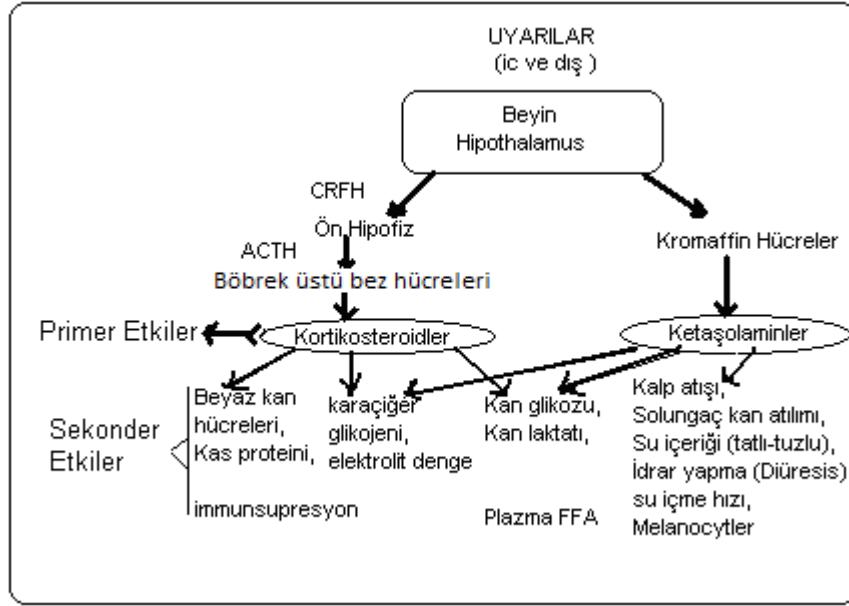 UYARILAR
(ic ve dış )
Beyin
Hipothalamus
CRFH
Ön Hipofiz
ACTH
Böbrek üstü bez hücreleri
Kromaffin Hücreler
Primer Etkiler
Kortikosteroidler
Ketaşolaminler
Sekonder
Etkiler
Beyaz kan
hücreleri,
Kas proteini,
immunsupresyon
karaçiğer
glikojeni,
elektrolit denge
Kan glikozu,
Kan laktatı,
Plazma FFA
Kalp atışı,
Solungaç kan atılımı,
Su içeriği (tatlı-tuzlu),
İdrar yapma (Diüresis)
su içme hızı,
Melanocytler